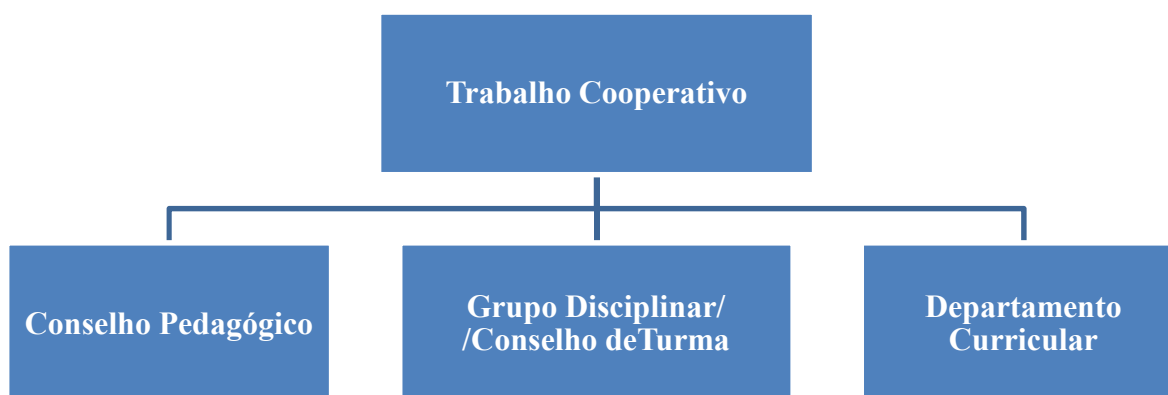 Trabalho Cooperativo
Conselho Pedagógico
Grupo Disciplinar/
/Conselho deTurma
Departamento
Curricular